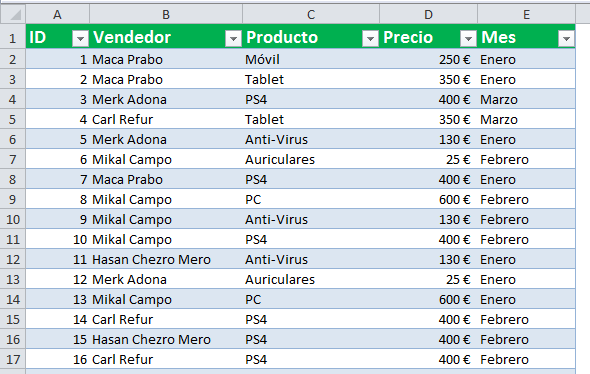 A B C D E
1 ID Vendedor Producto Precio Mes
2 1 Maca Prabo Móvil 250 € Enero
3 2 Maca Prabo Tablet 350 € Enero
4 3 Merk Adona PS4 400 € Marzo
5 4 Carl Refur Tablet 350 € Marzo
6 5 Merk Adona Anti-Virus 130 € Enero
7 6 Mikal Campo Auriculares 25 € Febrero
8 7 Maca Prabo PS4 400 € Enero
9 8 Mikal Campo PC 600 € Febrero
10 9 Mikal Campo Anti-Virus 130 € Febrero
11 10 Mikal Campo PS4 400 € Febrero
12 11 Hasan Chezro Mero Anti-Virus 130 € Enero
13 12 Merk Adona Auriculares 25 € Enero
14 13 Mikal Campo PC 600 € Enero
15 14 Carl Refur PS4 400 € Febrero
16 15 Hasan Chezro Mero PS4 400 € Febrero
17 16 Carl Refur PS4 400 € Febrero